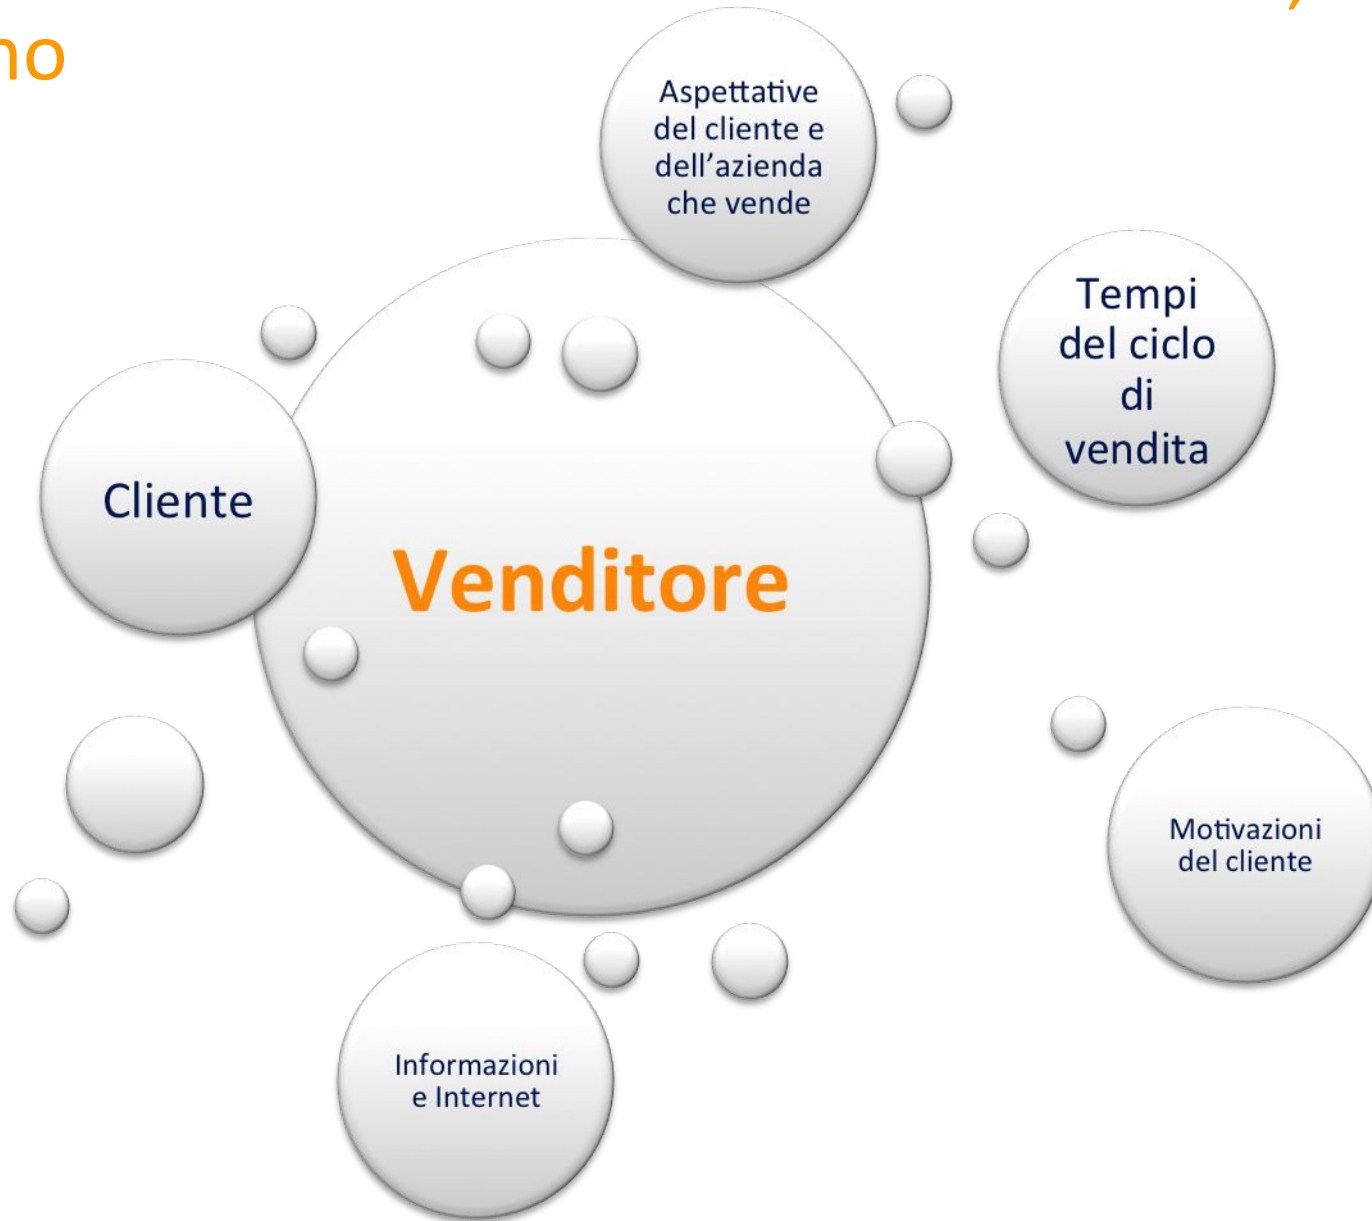 Aspettative
del cliente e
dell’azienda
che vende
Tempi
del ciclo
di
vendita
Cliente
Venditore
Motivazioni
del cliente
Informazioni
e Internet